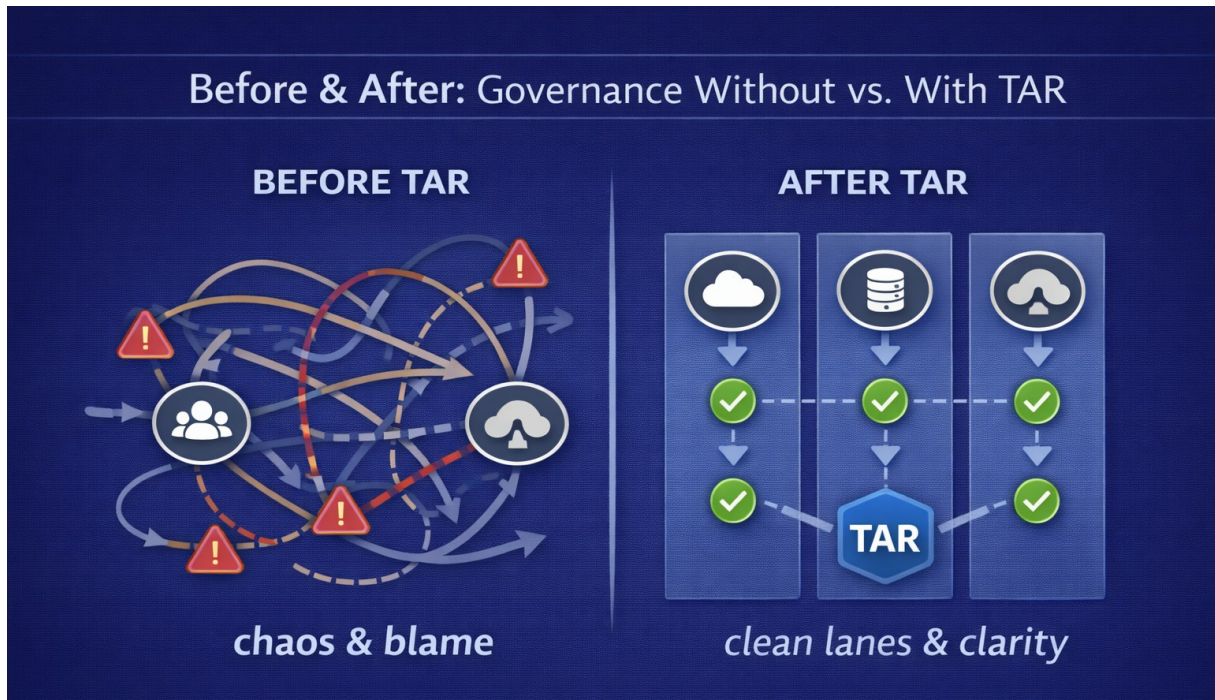 Before & After: Governance Without vs. With TAR
BEFORE TAR
AFTER TAR
!
!
!
!
TAR
chaos & blame
clean lanes & clarity